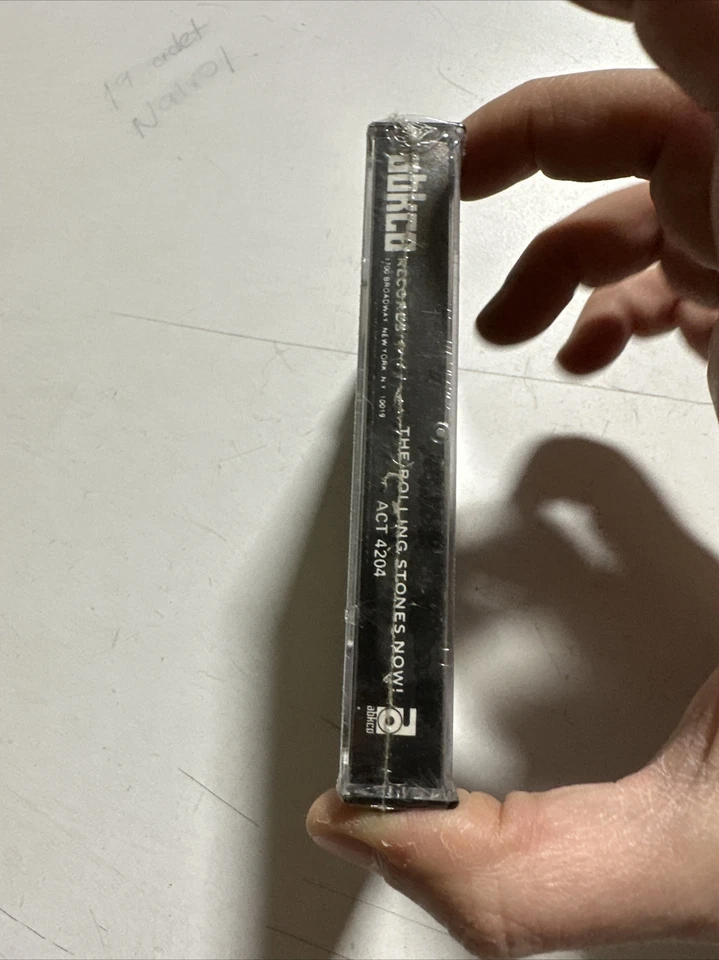 abkco
RECORDS
1700 BROADWAY NEW YORK N.Y. 10019
THE ROLLING STONES NOW!
ACT 4204
abkco